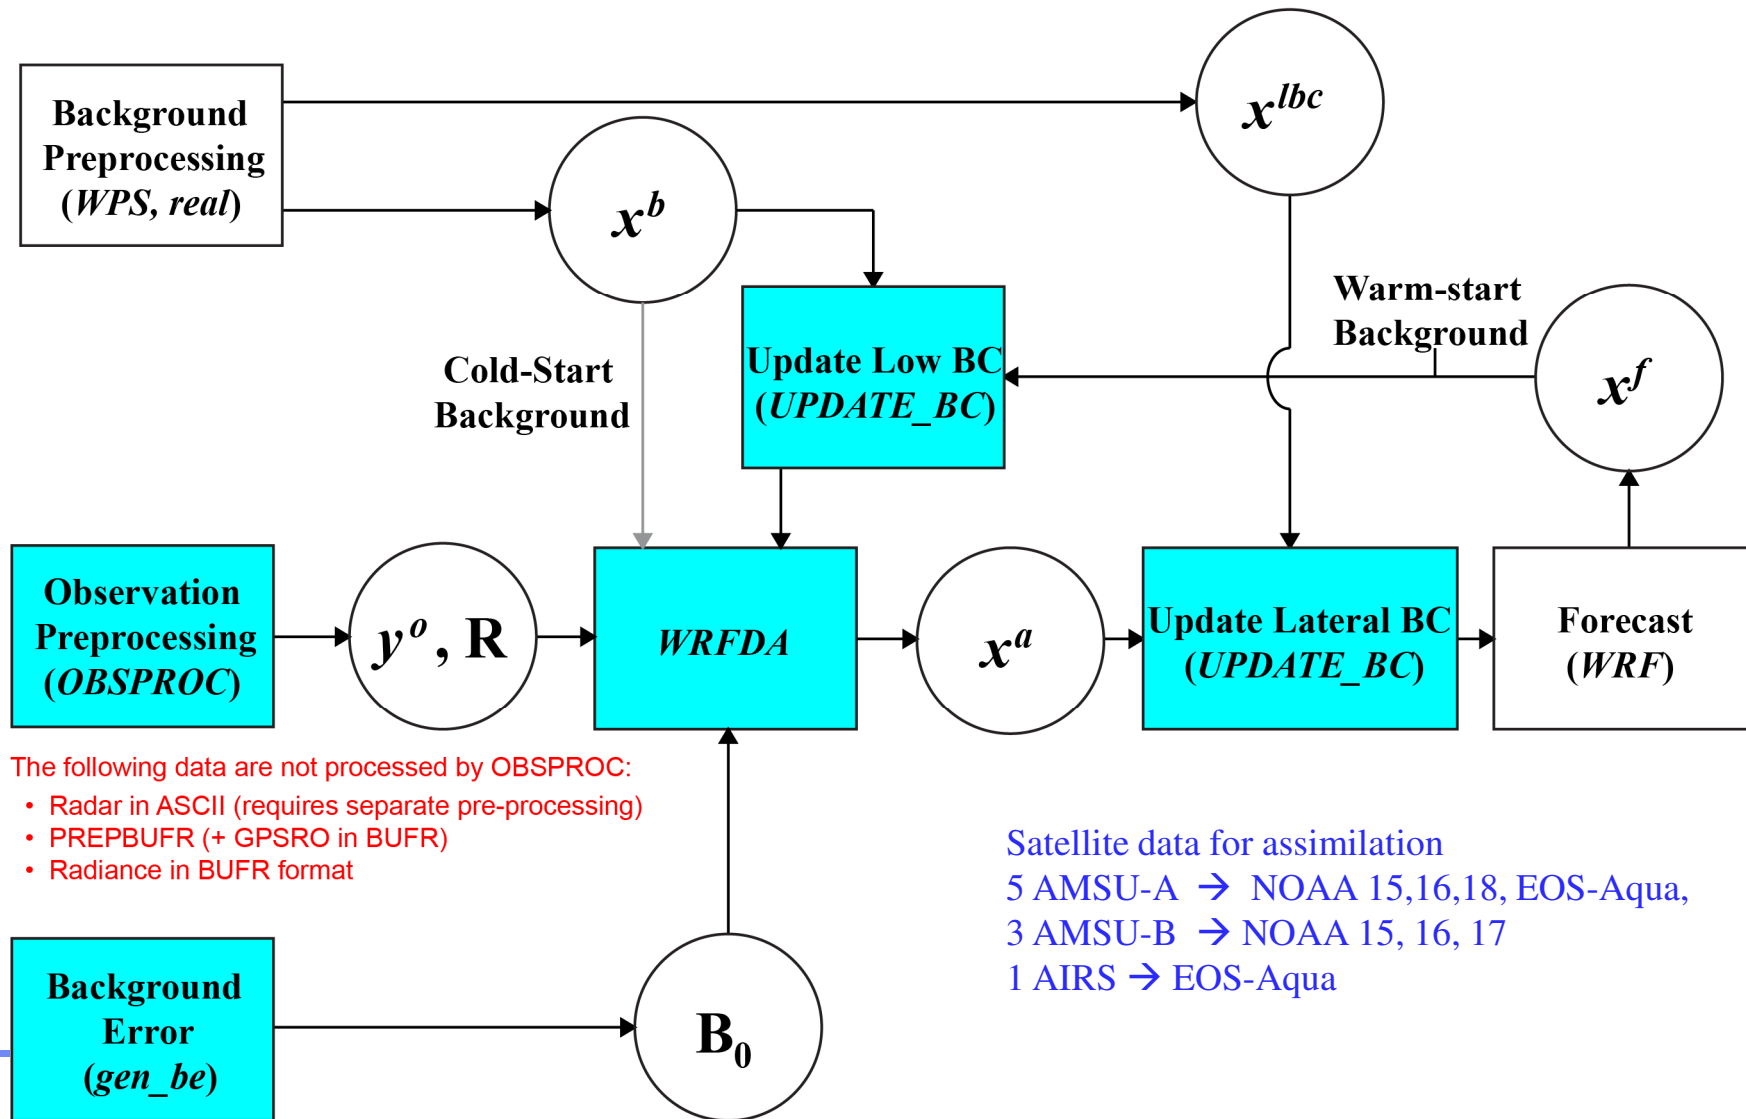 Background
Preprocessing
(WPS, real)
x^b
x^lbc
Warm-start
Background
x^f
Cold-Start
Background
Update Low BC
(UPDATE_BC)
Observation
Preprocessing
(OBSPROC)
y^o, R
WRFDA
x^a
Update Lateral BC
(UPDATE_BC)
Forecast
(WRF)
The following data are not processed by OBSPROC:
• Radar in ASCII (requires separate pre-processing)
• PREPBUFR (+ GPSRO in BUFR)
• Radiance in BUFR format
Satellite data for assimilation
5 AMSU-A → NOAA 15,16,18, EOS-Aqua,
3 AMSU-B → NOAA 15, 16, 17
1 AIRS → EOS-Aqua
Background
Error
(gen_be)
B₀